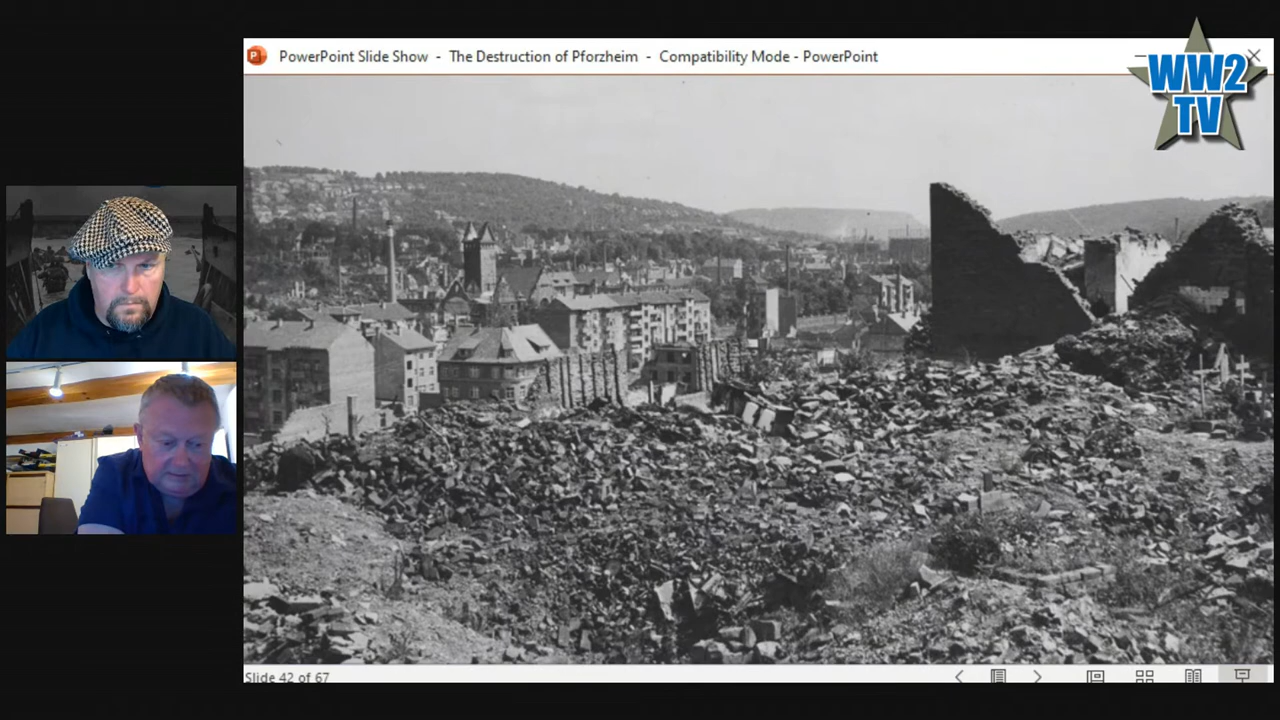 PowerPoint Slide Show - The Destruction of Pforzheim - Compatibility Mode - PowerPoint
WW2
TV
Slide 42 of 67